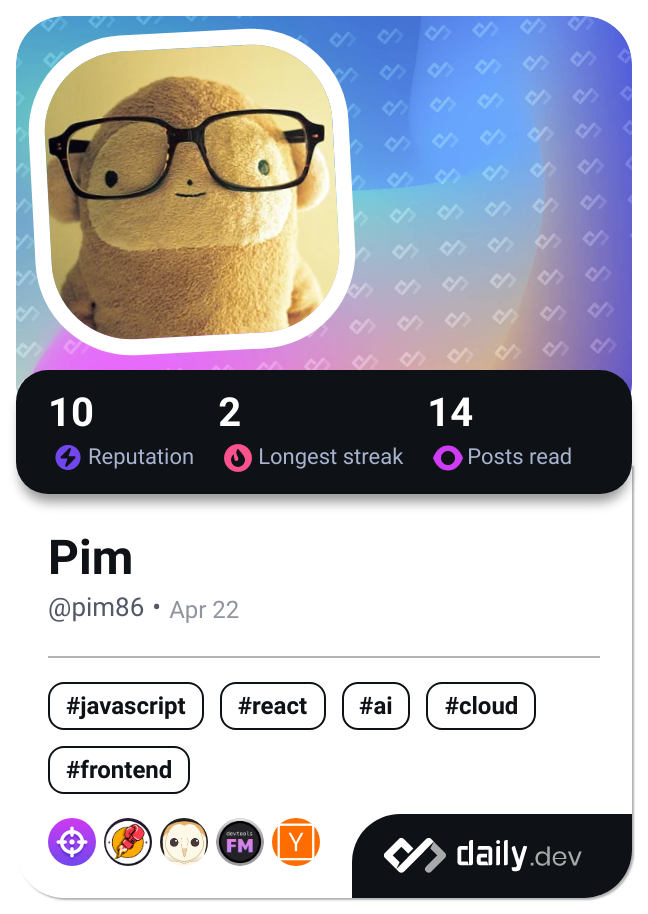 10 2 14
Reputation Longest streak Posts read
Pim
@pim86 • Apr 22
#javascript #react #ai #cloud
#frontend
devtools
FM Y daily.dev